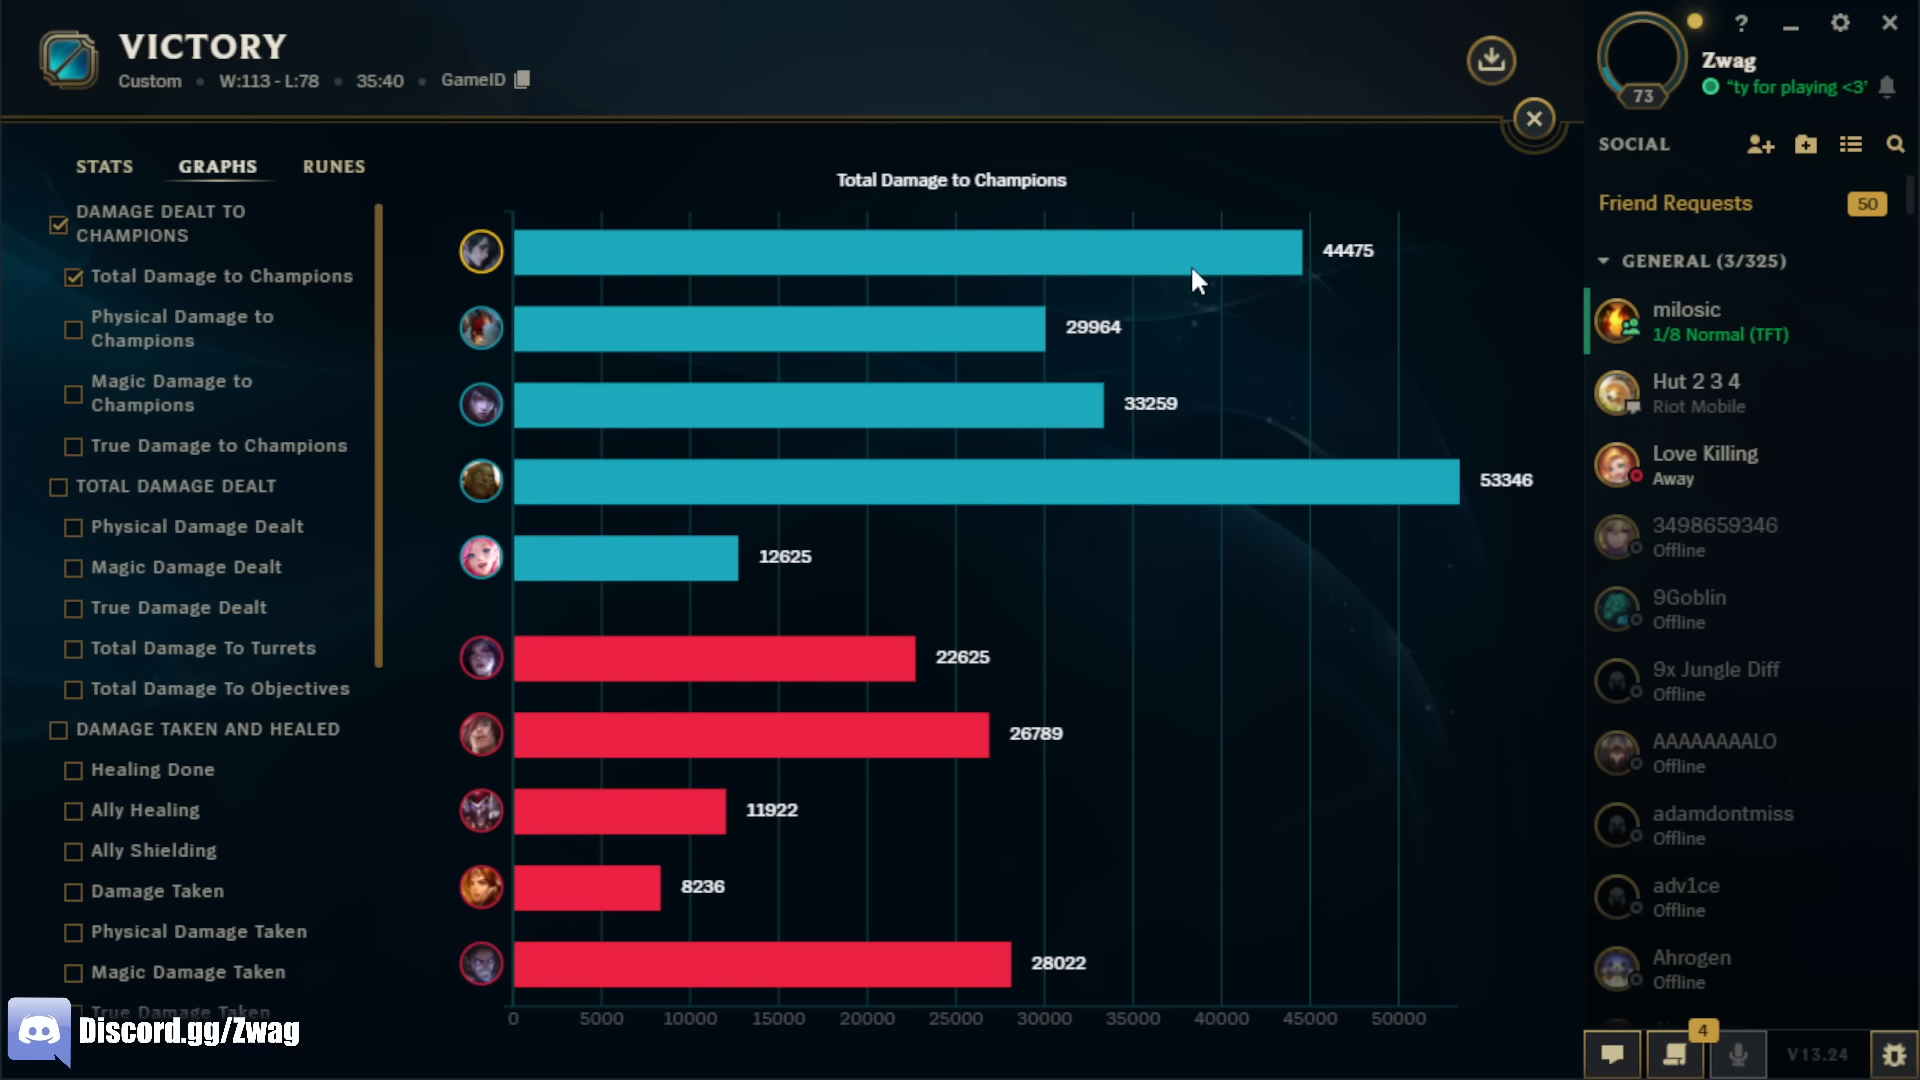 VICTORY
Custom • W:113 - L:78 • 35:40 • GameID
STATS GRAPHS RUNES
DAMAGE DEALT TO
CHAMPIONS
Total Damage to Champions
Physical Damage to
Champions
Magic Damage to
Champions
True Damage to Champions
TOTAL DAMAGE DEALT
Physical Damage Dealt
Magic Damage Dealt
True Damage Dealt
Total Damage To Turrets
Total Damage To Objectives
DAMAGE TAKEN AND HEALED
Healing Done
Ally Healing
Ally Shielding
Damage Taken
Physical Damage Taken
Magic Damage Taken
True Damage Taken
Discord.gg/Zwag
Total Damage to Champions
44475
29964
33259
53346
12625
22625
26789
11922
8236
28022
0 5000 10000 15000 20000 25000 30000 35000 40000 45000 50000
?
73
Zwag
“ty for playing <3’
SOCIAL
Friend Requests 50
GENERAL (3/325)
milosic
1/8 Normal (TFT)
Hut 2 3 4
Riot Mobile
Love Killing
Away
3498659346
Offline
9Goblin
Offline
9x Jungle Diff
Offline
AAAAAAAALO
Offline
adamdontmiss
Offline
adv1ce
Offline
Ahrogen
Offline
4
V13.24